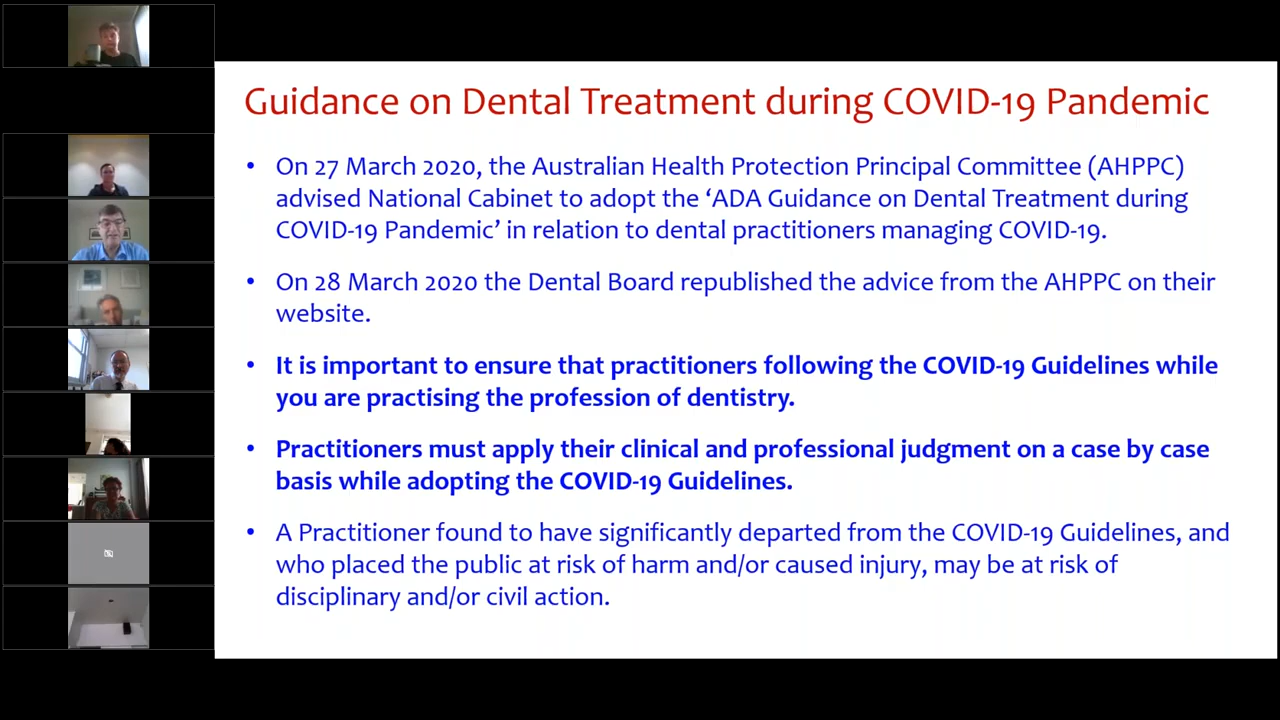 Guidance on Dental Treatment during COVID-19 Pandemic
• On 27 March 2020, the Australian Health Protection Principal Committee (AHPPC)
advised National Cabinet to adopt the ‘ADA Guidance on Dental Treatment during
COVID-19 Pandemic’ in relation to dental practitioners managing COVID-19.
• On 28 March 2020 the Dental Board republished the advice from the AHPPC on their
website.
• It is important to ensure that practitioners following the COVID-19 Guidelines while
you are practising the profession of dentistry.
• Practitioners must apply their clinical and professional judgment on a case by case
basis while adopting the COVID-19 Guidelines.
• A Practitioner found to have significantly departed from the COVID-19 Guidelines, and
who placed the public at risk of harm and/or caused injury, may be at risk of
disciplinary and/or civil action.